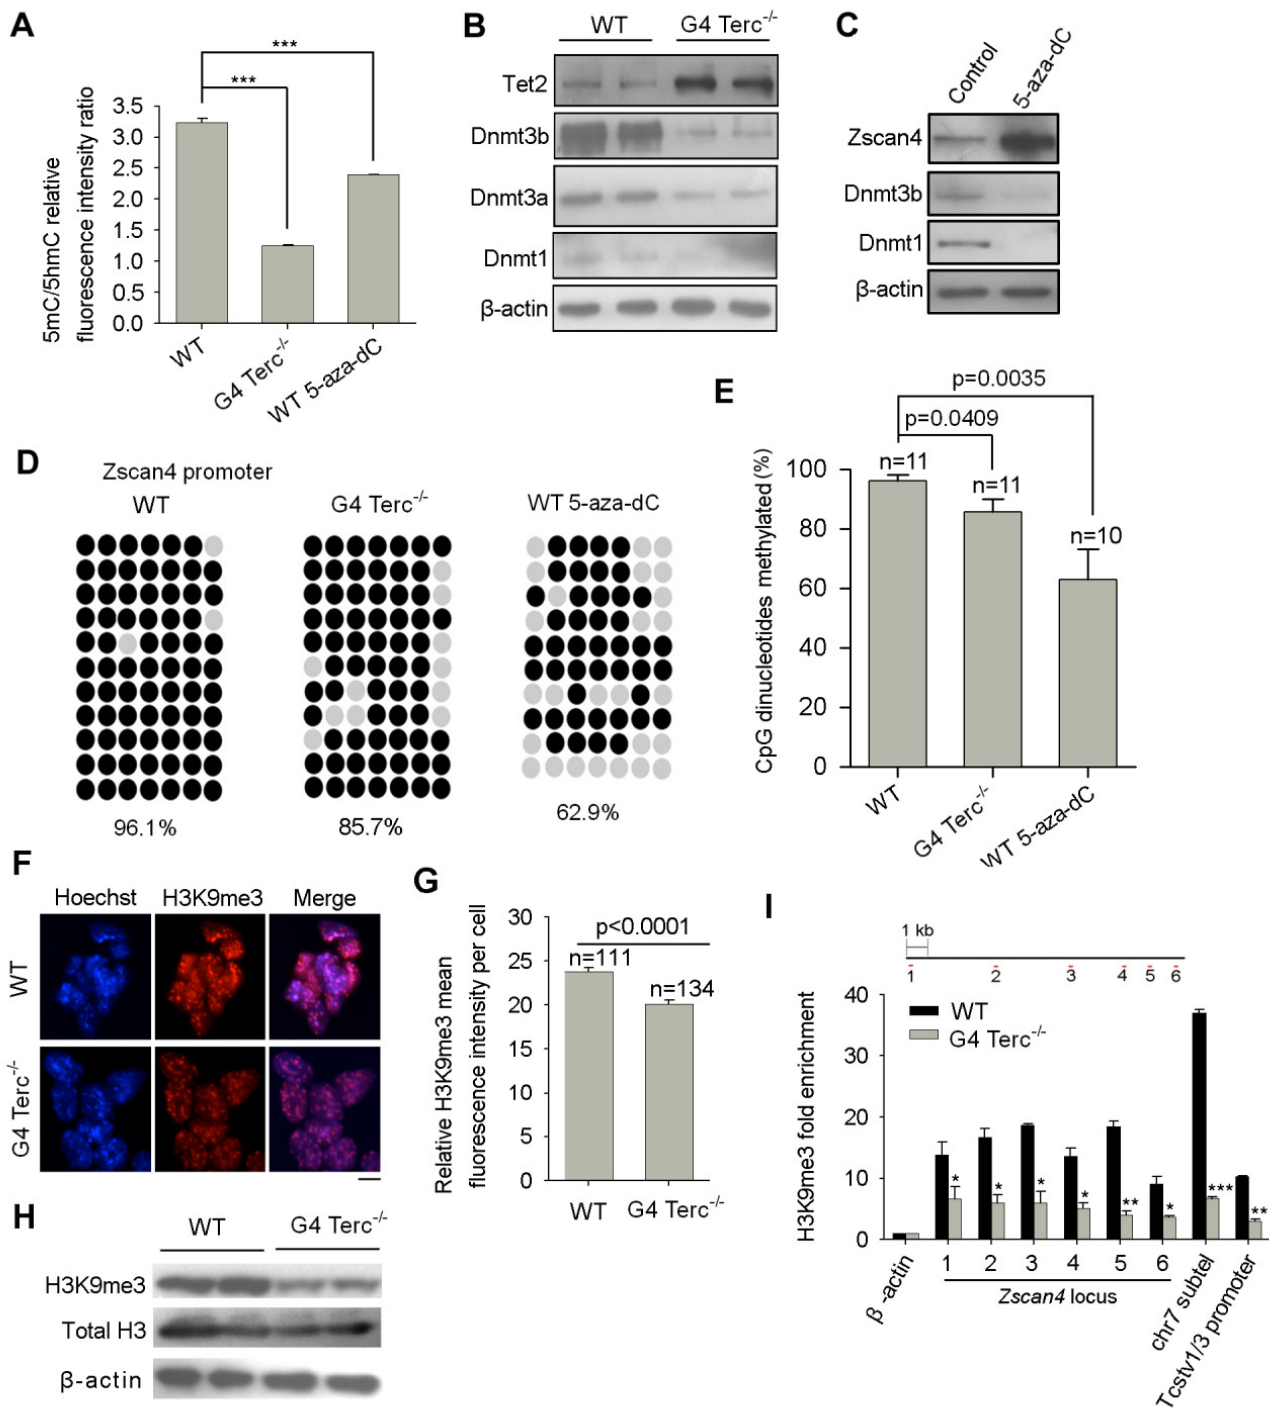 A
***
***
5mC/5hmC relative
fluorescence intensity ratio
3.5
3.0
2.5
2.0
1.5
1.0
0.5
0.0
WT
G4 Terc-/-
WT 5-aza-dC
B
WT
G4 Terc-/-
Tet2
Dnmt3b
Dnmt3a
Dnmt1
β-actin
C
Control
5-aza-dC
Zscan4
Dnmt3b
Dnmt1
β-actin
D
Zscan4 promoter
WT
G4 Terc-/-
WT 5-aza-dC
96.1%
85.7%
62.9%
E
p=0.0035
p=0.0409
CpG dinucleotides methylated (%)
100
80
60
40
20
0
n=11
n=11
n=10
WT
G4 Terc-/-
WT 5-aza-dC
F
Hoechst
H3K9me3
Merge
WT
G4 Terc-/-
G
Relative H3K9me3 mean
fluorescence intensity per cell
30
25
20
15
10
5
0
p<0.0001
n=111
n=134
WT
G4 Terc-/-
H
WT
G4 Terc-/-
H3K9me3
Total H3
β-actin
I
1 kb
1 2 3 4 5 6
H3K9me3 fold enrichment
40
30
20
10
0
WT
G4 Terc-/-
* * * * ** * *** **
β -actin
1 2 3 4 5 6
Zscan4 locus
chr7 subtel
Tcstv1/3 promoter